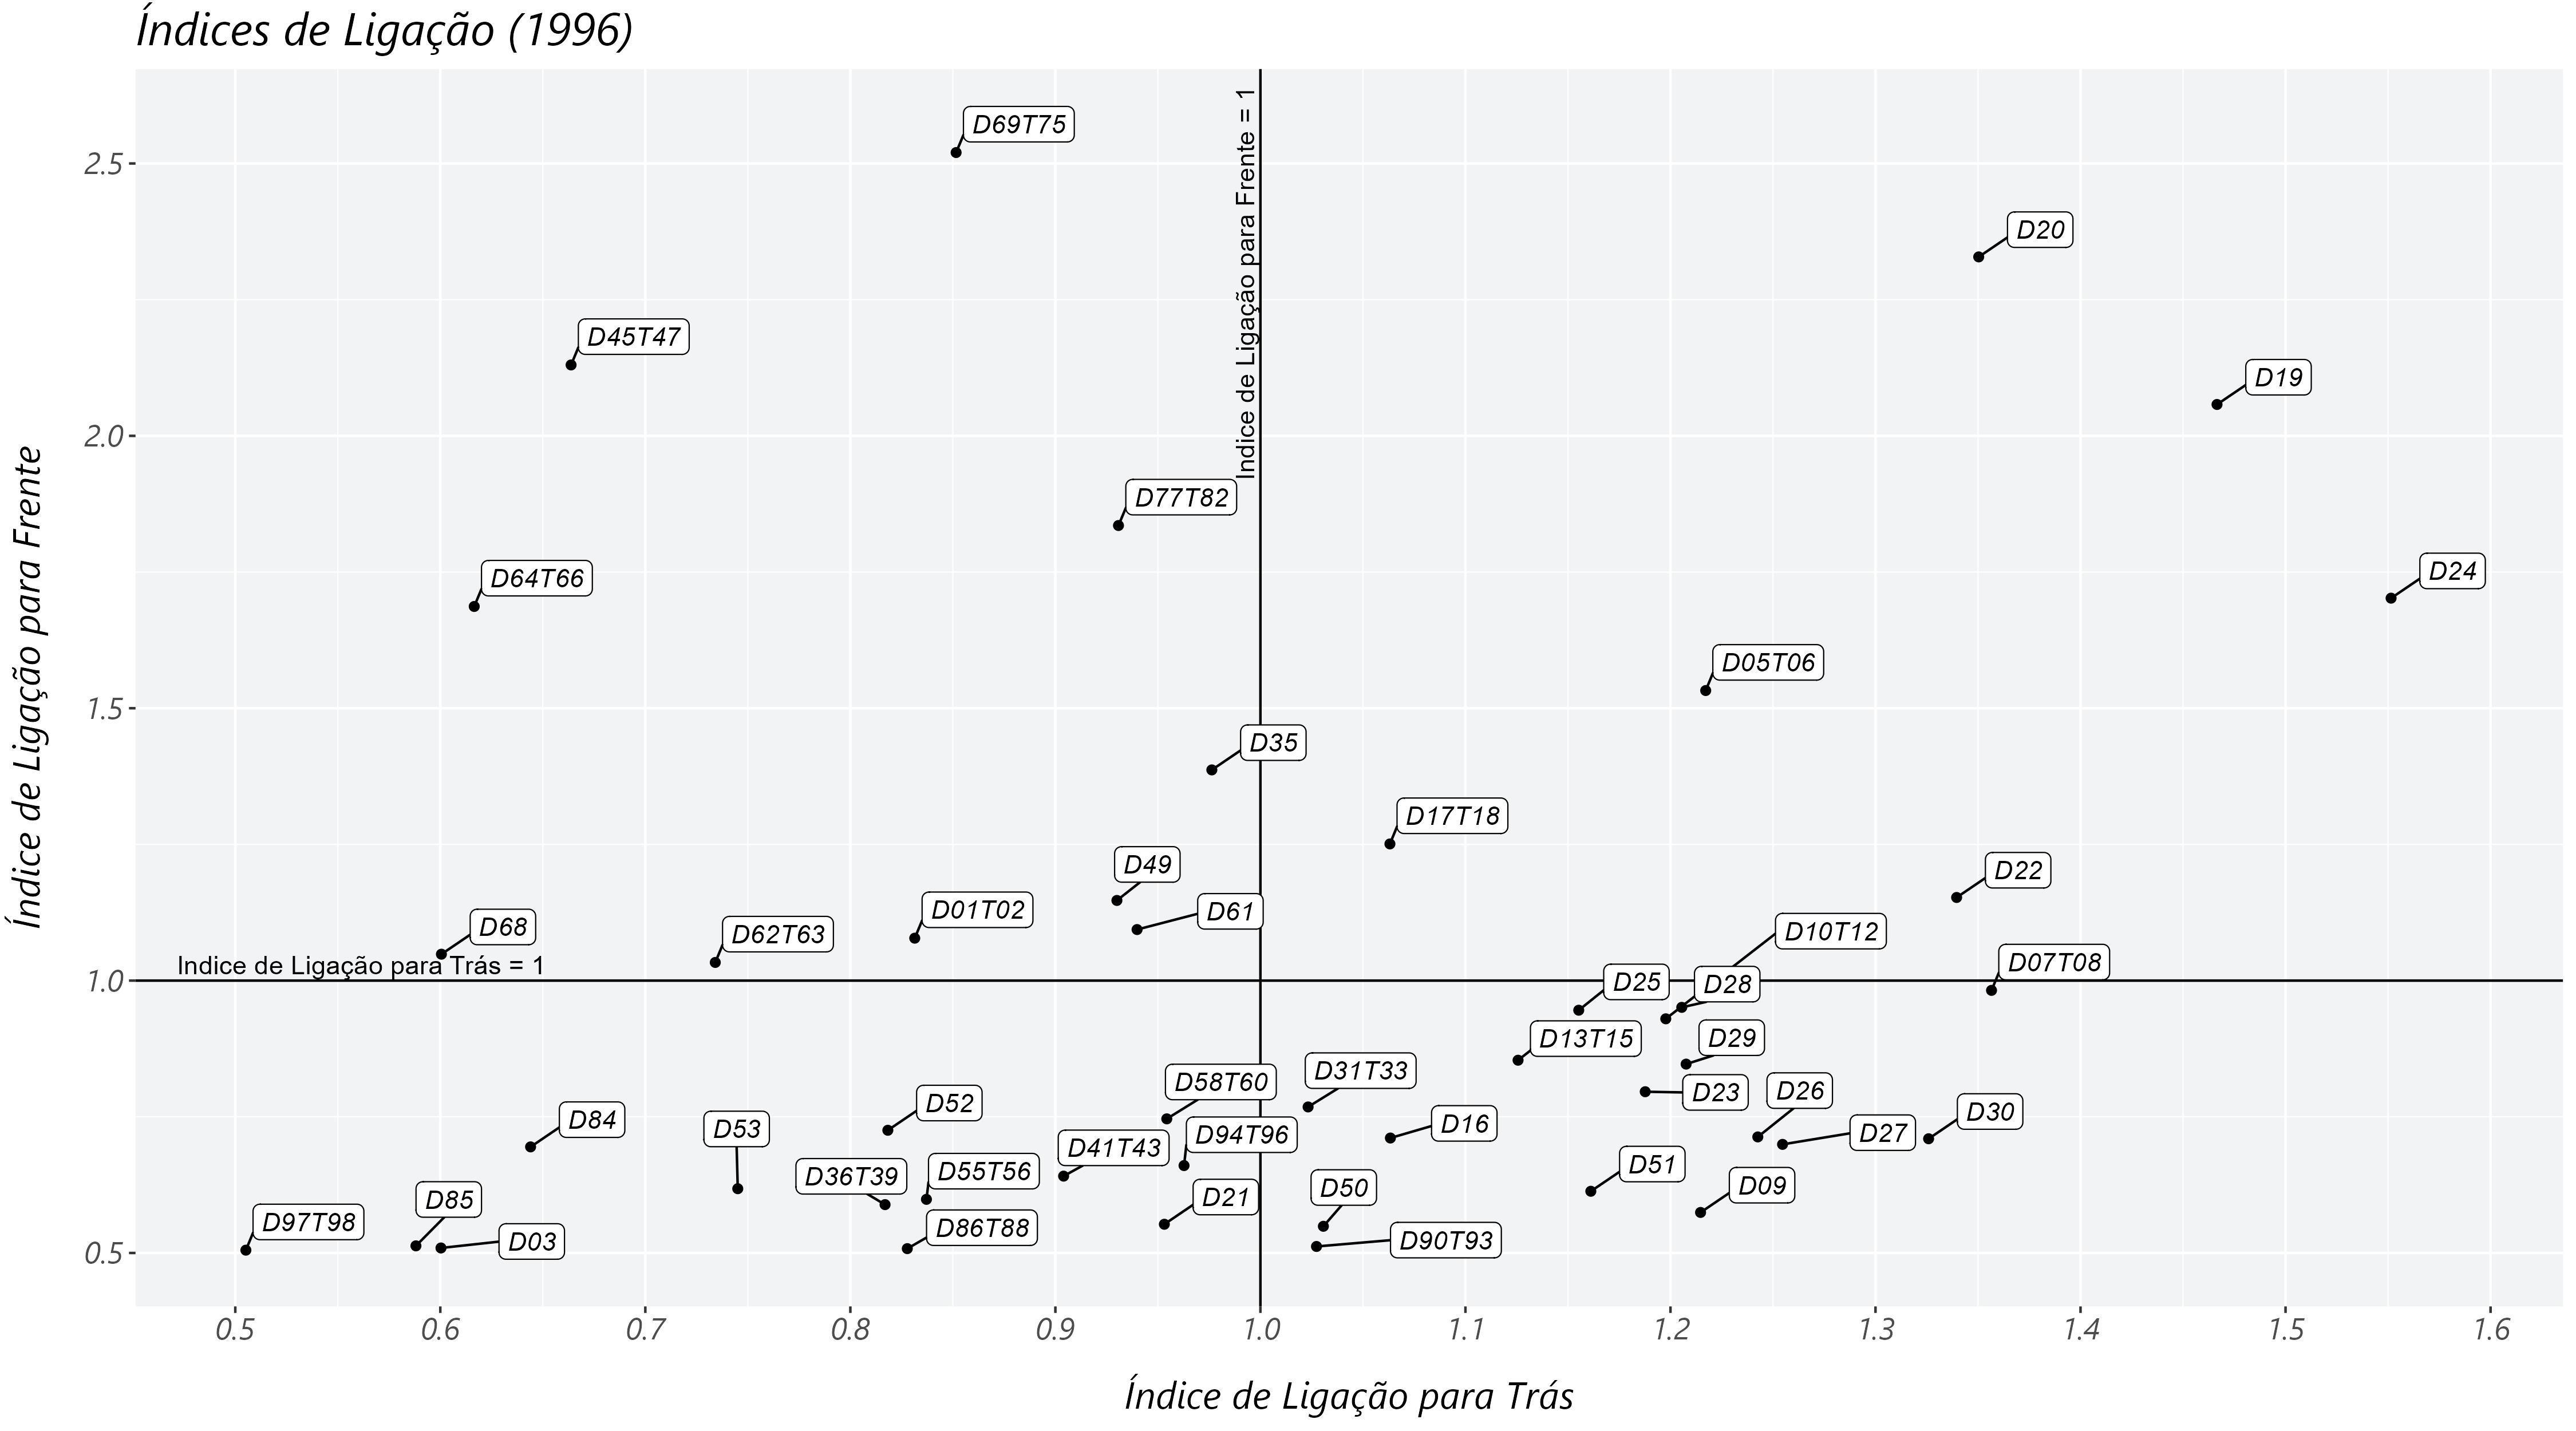 Índices de Ligação (1996)
Índice de Ligação para Frente
Indice de Ligação para Frente = 1
Indice de Ligação para Trás = 1
2.5
2.0
1.5
1.0
0.5
D69T75
D20
D45T47
D19
D77T82
D64T66
D24
D05T06
D35
D17T18
D49
D22
D01T02
D61
D68
D62T63
D10T12
D07T08
D25
D28
D13T15
D29
D31T33
D58T60
D26
D23
D52
D30
D84
D53
D16
D94T96
D27
D41T43
D51
D55T56
D36T39
D50
D09
D85
D21
D97T98
D86T88
D03
D90T93
0.5 0.6 0.7 0.8 0.9 1.0 1.1 1.2 1.3 1.4 1.5 1.6
Índice de Ligação para Trás